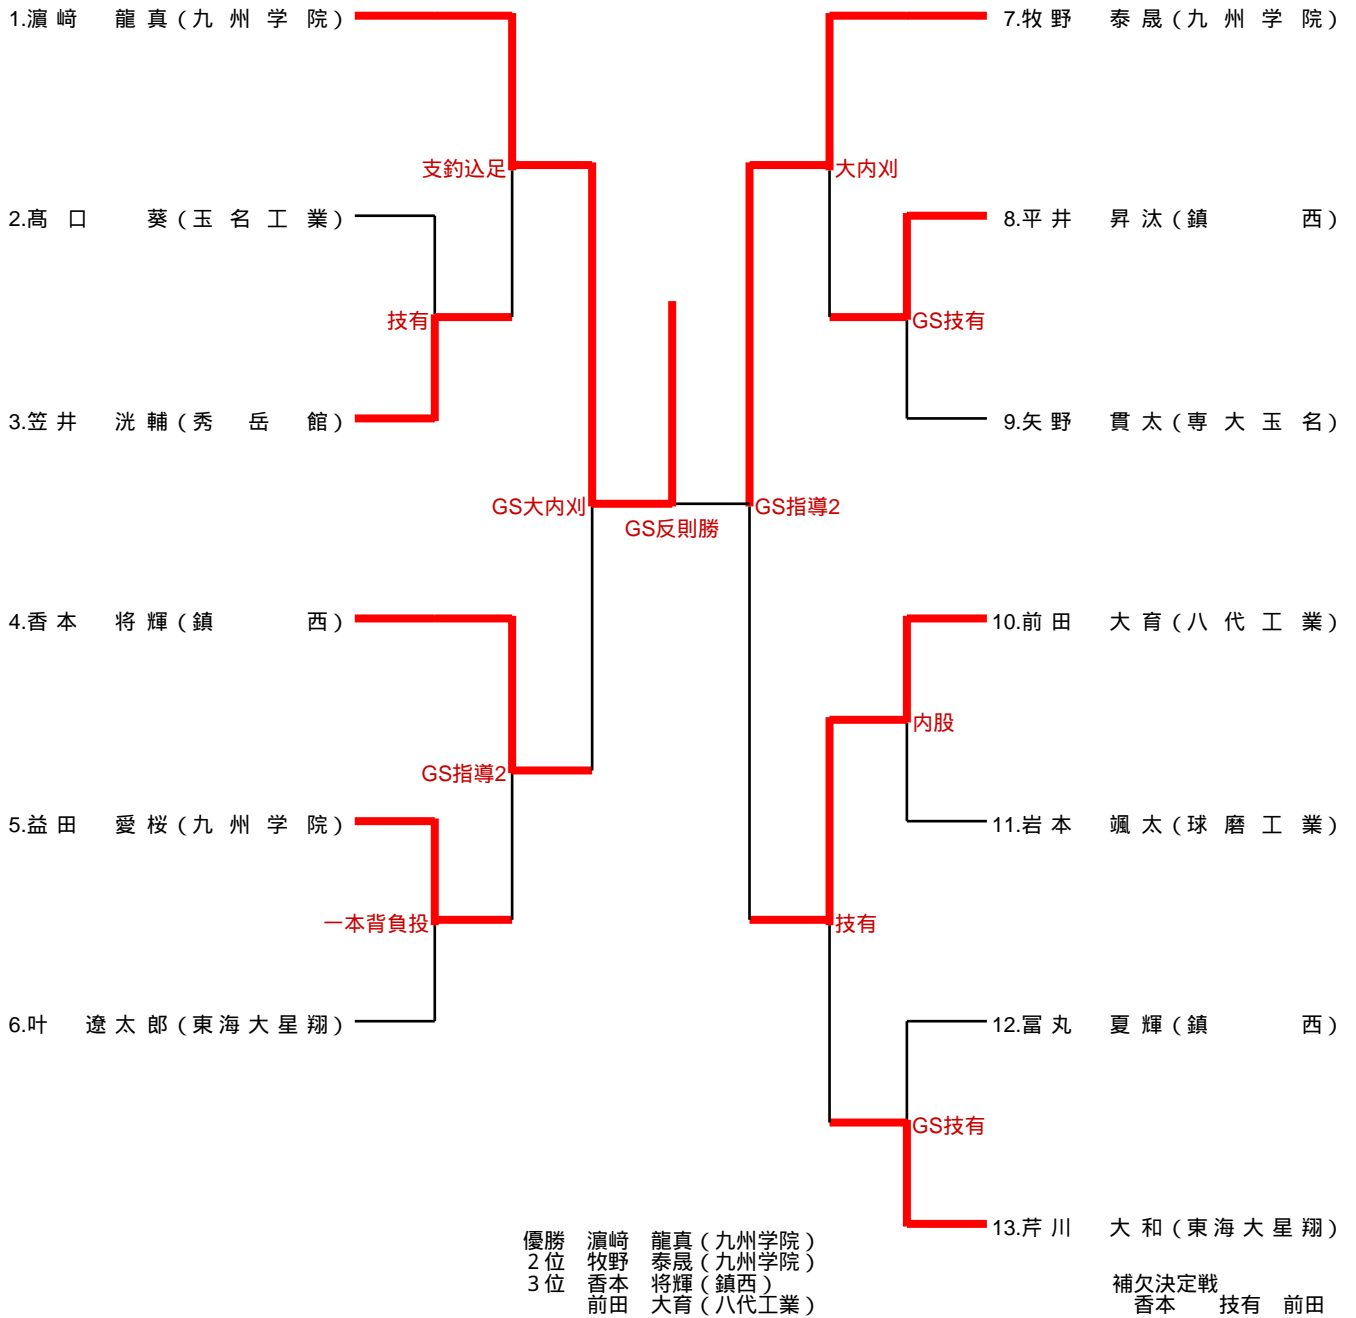 1.濵﨑 龍真(九州学院)
7.牧野 泰晟(九州学院)
支釣込足
大内刈
2.髙口 葵(玉名工業)
8.平井 昇汰(鎮西)
技有
GS技有
3.笠井 洸輔(秀岳館)
9.矢野 貫太(専大玉名)
GS大内刈
GS反則勝
GS指導2
4.香本 将輝(鎮西)
10.前田 大育(八代工業)
内股
GS指導2
5.益田 愛桜(九州学院)
11.岩本 颯太(球磨工業)
一本背負投
技有
6.叶 遼太郎(東海大星翔)
12.冨丸 夏輝(鎮西)
GS技有
13.芹川 大和(東海大星翔)
優勝 濵﨑 龍真(九州学院)
2位 牧野 泰晟(九州学院)
3位 香本 将輝(鎮西)
前田 大育(八代工業)
補欠決定戦
香本 技有 前田